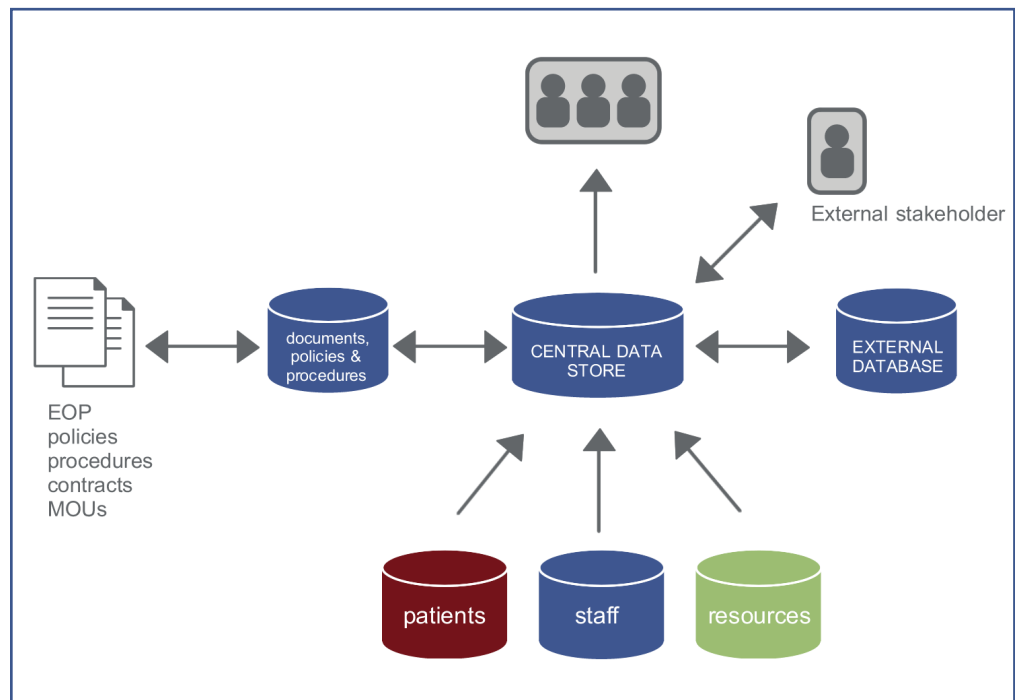 External stakeholder
documents,
policies &
procedures
CENTRAL DATA
STORE
EXTERNAL
DATABASE
EOP
policies
procedures
contracts
MOUs
patients
staff
resources